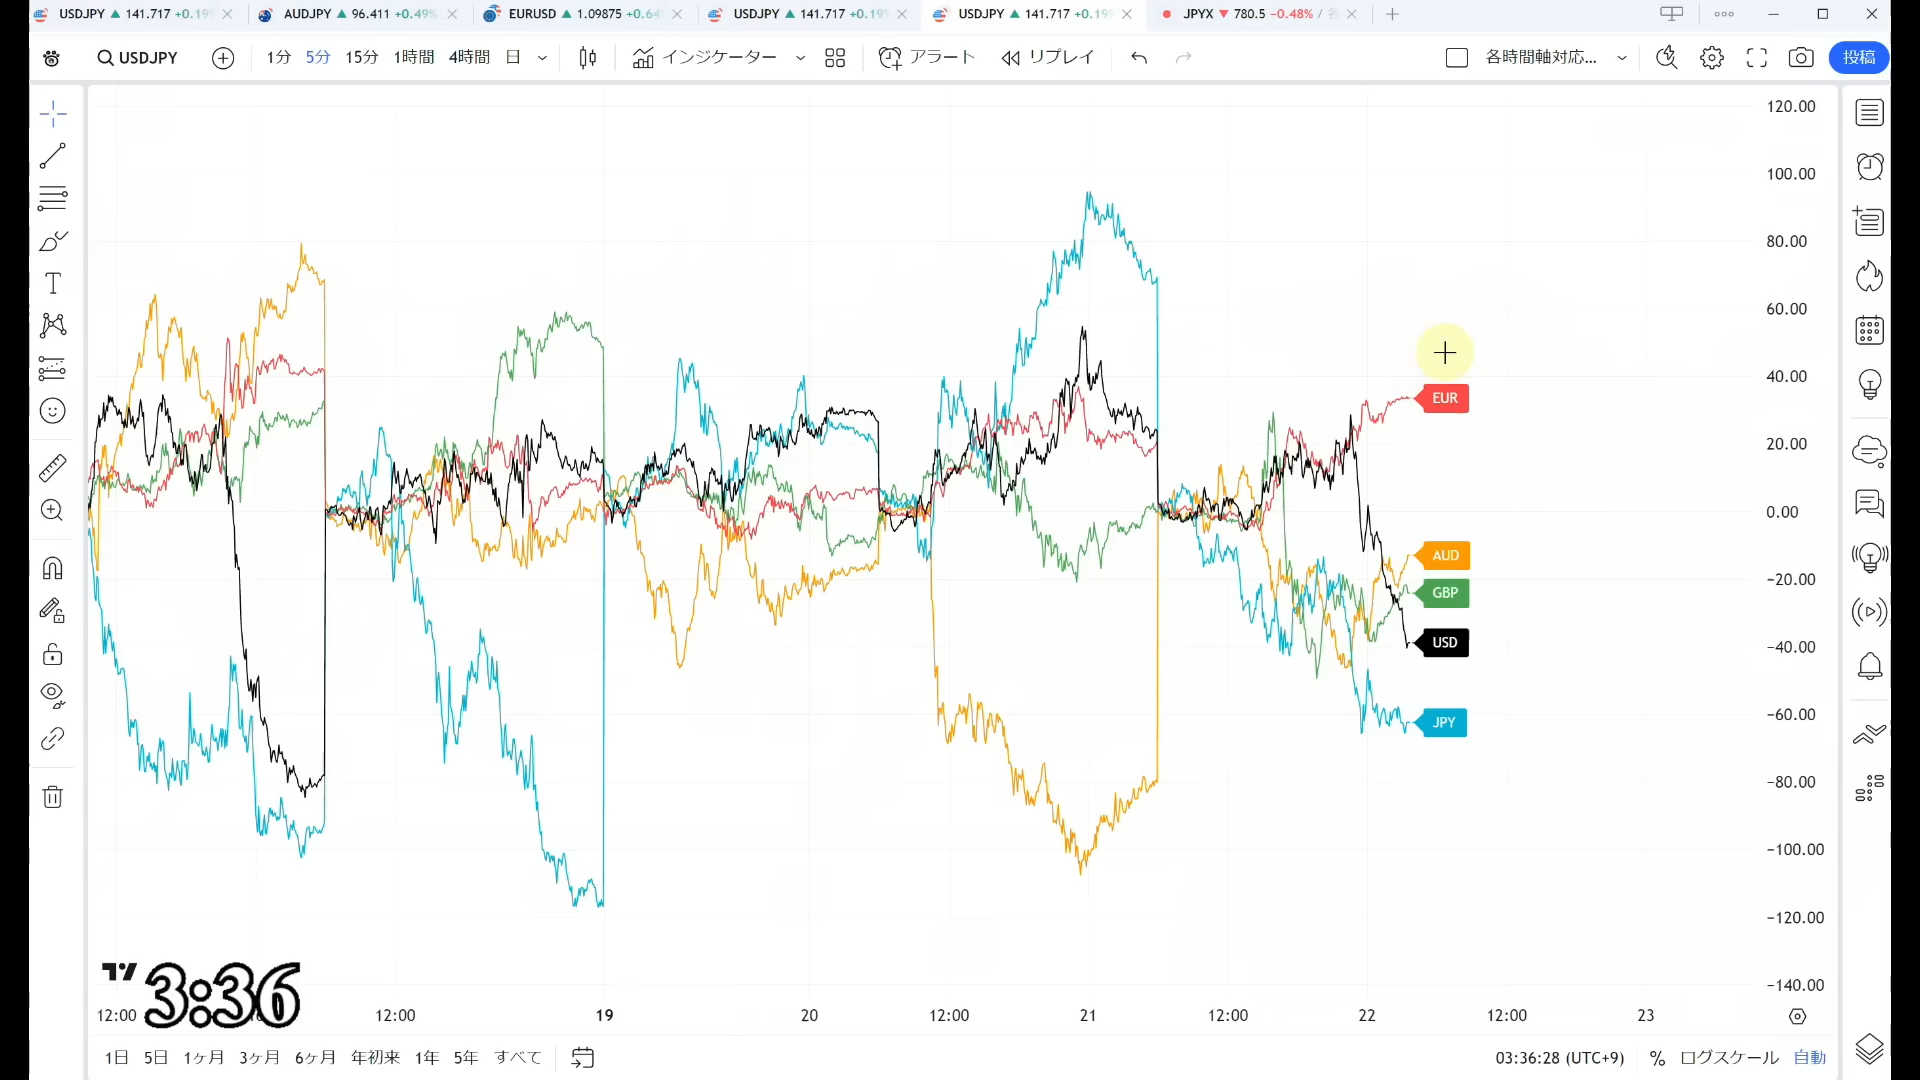 USDJPY ▲ 141.717 +0.19%
AUDJPY ▲ 96.411 +0.49%
EURUSD ▲ 1.09875 +0.64
USDJPY ▲ 141.717 +0.19%
USDJPY ▲ 141.717 +0.19%
JPYX ▼ 780.5 −0.48% /
USDJPY 1分 5分 15分 1時間 4時間 日 インジケーター アラート リプレイ 各時間軸対応... 投稿
120.00
100.00
80.00
60.00
40.00
20.00
0.00
−20.00
−40.00
−60.00
−80.00
−100.00
−120.00
−140.00
EUR
AUD
GBP
USD
JPY
3:36
12:00 12:00 19 20 12:00 21 12:00 22 12:00 23
1日 5日 1ヶ月 3ヶ月 6ヶ月 年初来 1年 5年 すべて 03:36:28 (UTC+9) % ログスケール 自動